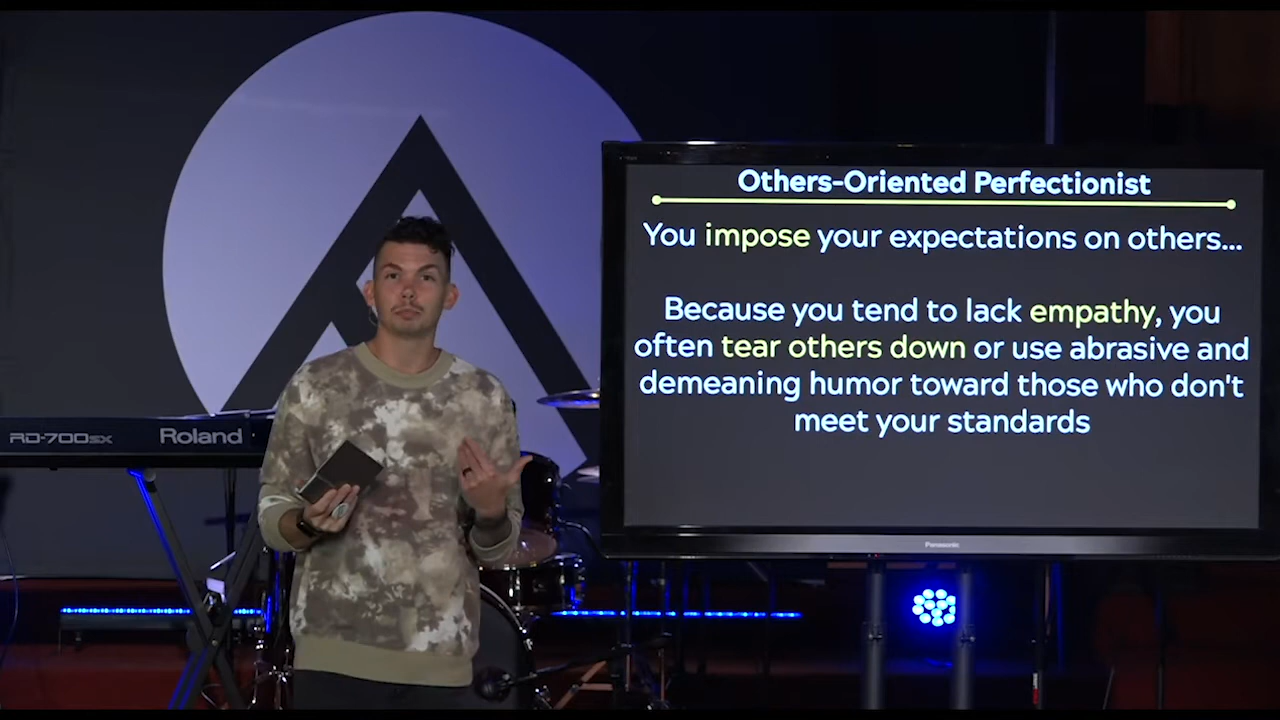 Others-Oriented Perfectionist
You impose your expectations on others...
Because you tend to lack empathy, you
often tear others down or use abrasive and
demeaning humor toward those who don't
meet your standards
RD-700SX Roland
Panasonic